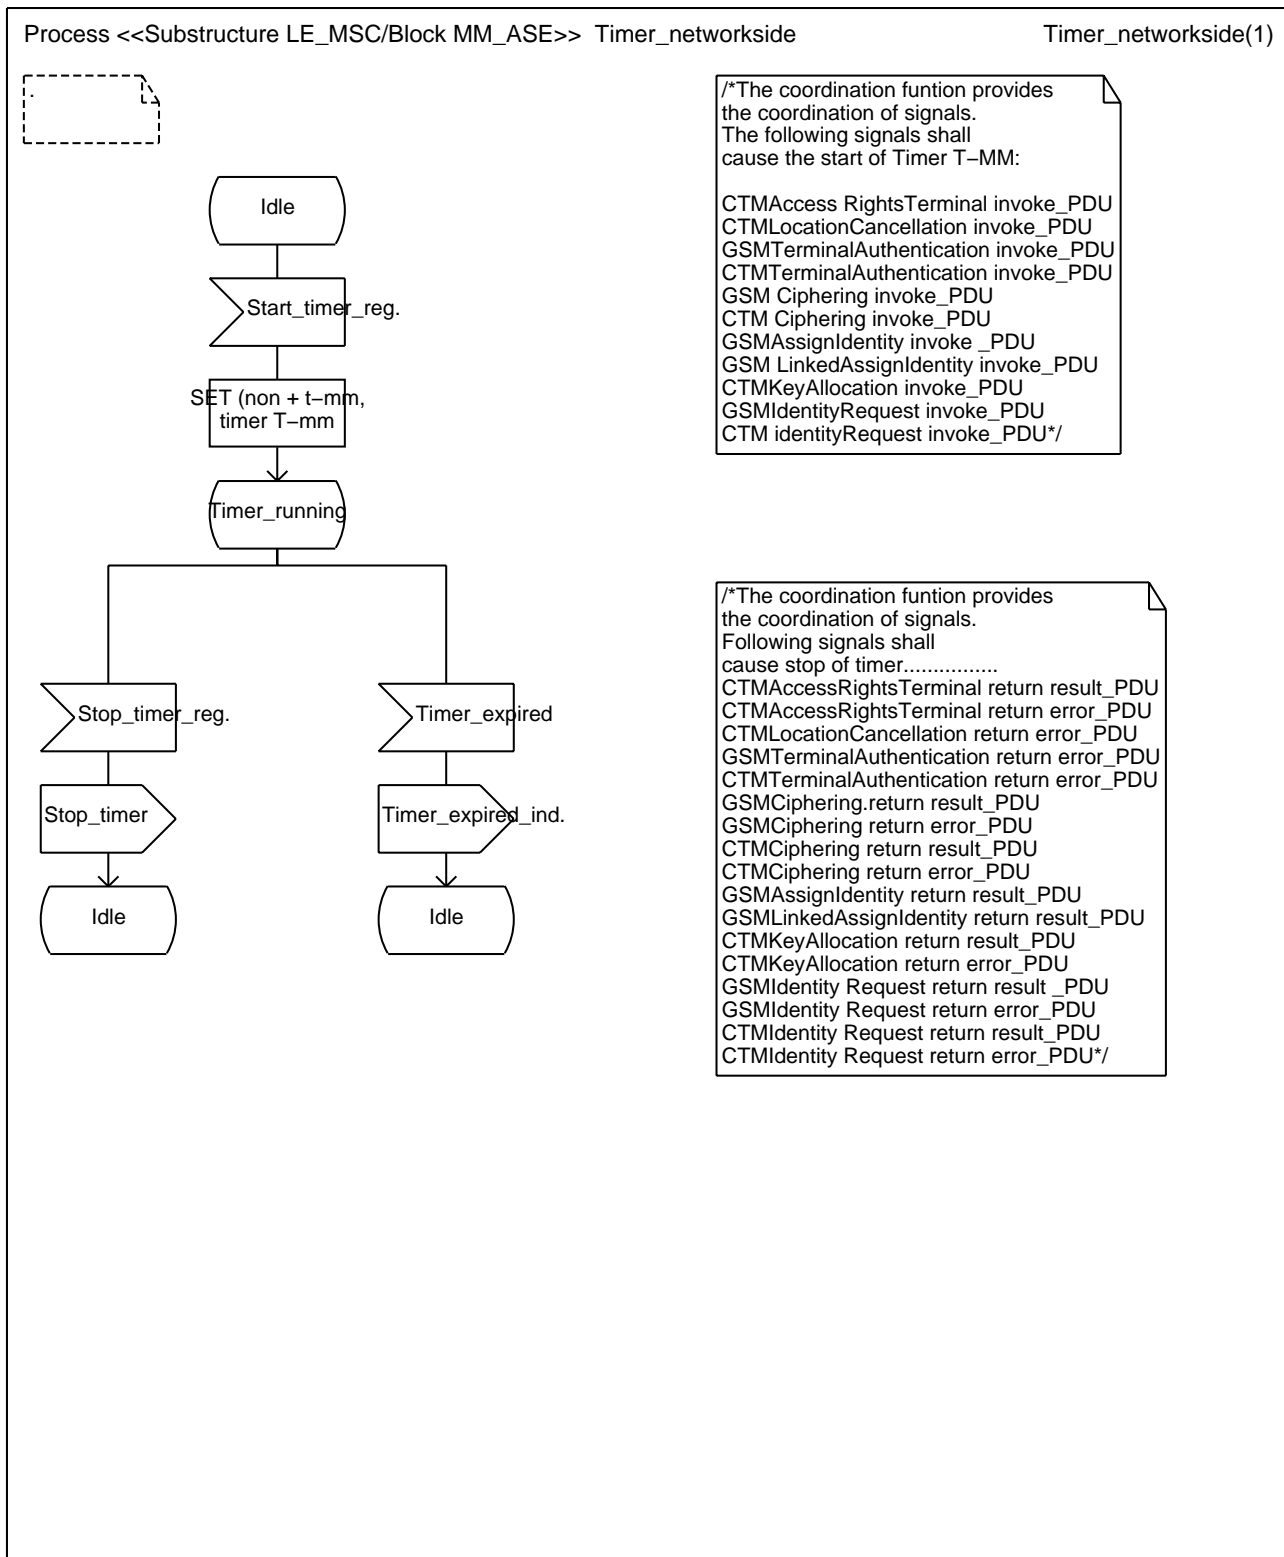 Process <<Substructure LE_MSC/Block MM_ASE>> Timer_networkside
Timer_networkside(1)
.
Idle
Start_timer_reg.
SET (non + t−mm,
timer T−mm
Timer_running
Stop_timer_reg.
Timer_expired
Stop_timer
Timer_expired_ind.
Idle
Idle
/*The coordination funtion provides
the coordination of signals.
The following signals shall
cause the start of Timer T−MM:
CTMAccess RightsTerminal invoke_PDU
CTMLocationCancellation invoke_PDU
GSMTerminalAuthentication invoke_PDU
CTMTerminalAuthentication invoke_PDU
GSM Ciphering invoke_PDU
CTM Ciphering invoke_PDU
GSMAssignIdentity invoke _PDU
GSM LinkedAssignIdentity invoke_PDU
CTMKeyAllocation invoke_PDU
GSMIdentityRequest invoke_PDU
CTM identityRequest invoke_PDU*/
/*The coordination funtion provides
the coordination of signals.
Following signals shall
cause stop of timer................
CTMAccessRightsTerminal return result_PDU
CTMAccessRightsTerminal return error_PDU
CTMLocationCancellation return error_PDU
GSMTerminalAuthentication return error_PDU
CTMTerminalAuthentication return error_PDU
GSMCiphering.return result_PDU
GSMCiphering return error_PDU
CTMCiphering return result_PDU
CTMCiphering return error_PDU
GSMAssignIdentity return result_PDU
GSMLinkedAssignIdentity return result_PDU
CTMKeyAllocation return result_PDU
CTMKeyAllocation return error_PDU
GSMIdentity Request return result _PDU
GSMIdentity Request return error_PDU
CTMIdentity Request return result_PDU
CTMIdentity Request return error_PDU*/